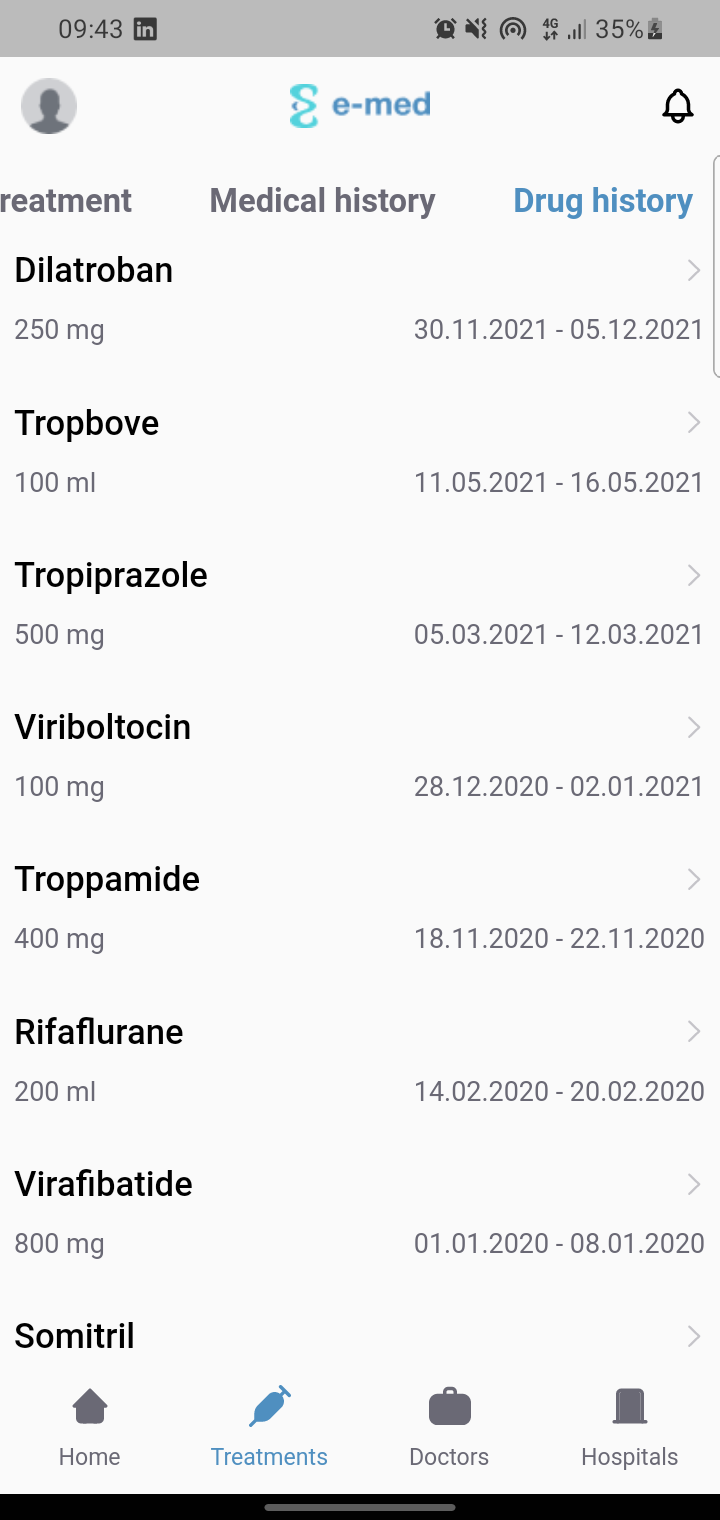 09:43 in 4G 35%
e-med
reatment Medical history Drug history
Dilatroban
250 mg 30.11.2021 - 05.12.2021
Tropbove
100 ml 11.05.2021 - 16.05.2021
Tropiprazole
500 mg 05.03.2021 - 12.03.2021
Viriboltocin
100 mg 28.12.2020 - 02.01.2021
Troppamide
400 mg 18.11.2020 - 22.11.2020
Rifaflurane
200 ml 14.02.2020 - 20.02.2020
Virafibatide
800 mg 01.01.2020 - 08.01.2020
Somitril
Home Treatments Doctors Hospitals